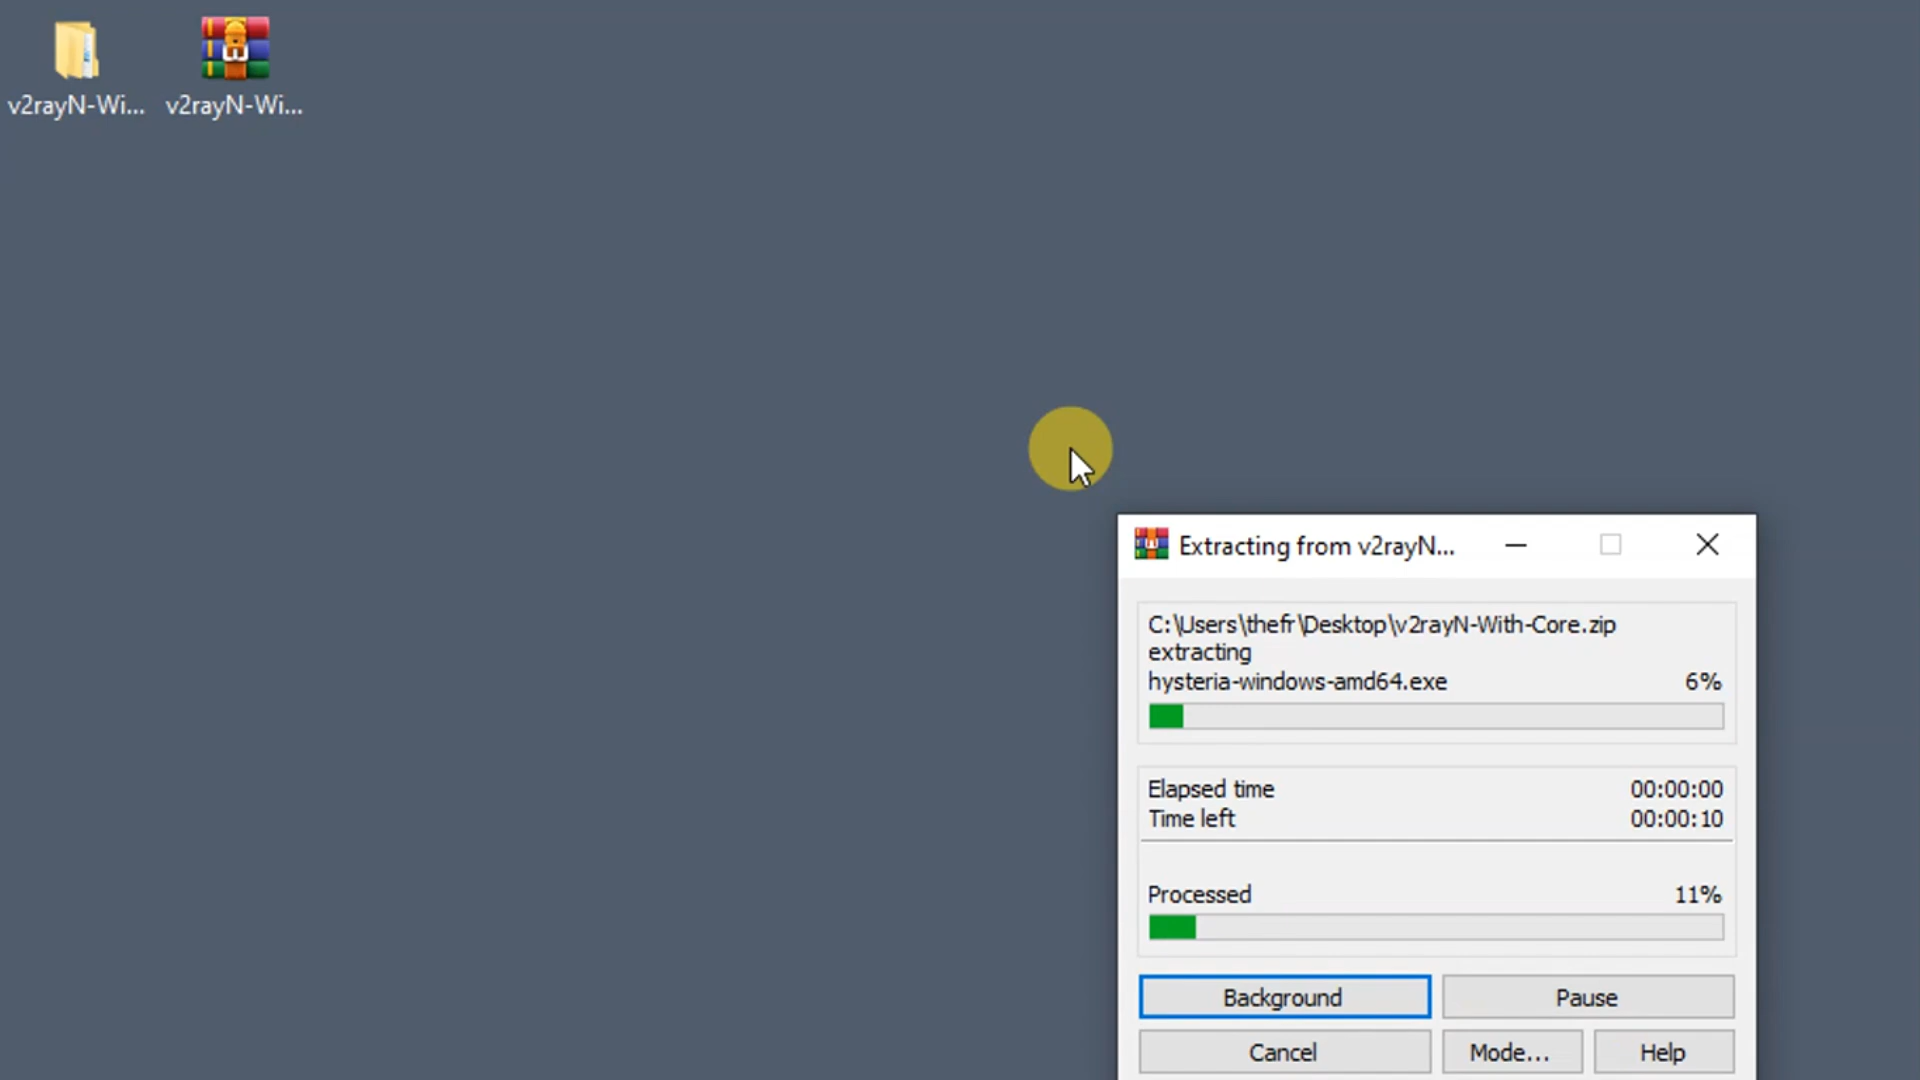 v2rayN-Wi...
v2rayN-Wi...
Extracting from v2rayN...
C:\Users\thefr\Desktop\v2rayN-With-Core.zip
extracting
hysteria-windows-amd64.exe 6%
Elapsed time 00:00:00
Time left 00:00:10
Processed 11%
Background Pause
Cancel Mode... Help